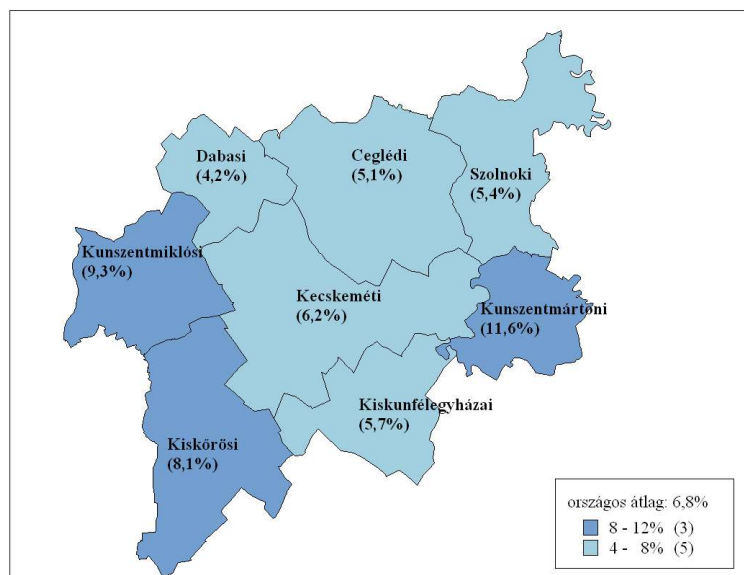 Dabasi
(4,2%)
Ceglédi
(5,1%)
Szolnoki
(5,4%)
Kunszentmiklósi
(9,3%)
Kecskeméti
(6,2%)
Kunszentmártoni
(11,6%)
Kiskunfélegyházai
(5,7%)
Kiskőrösi
(8,1%)
országos átlag: 6,8%
8 - 12% (3)
4 - 8% (5)